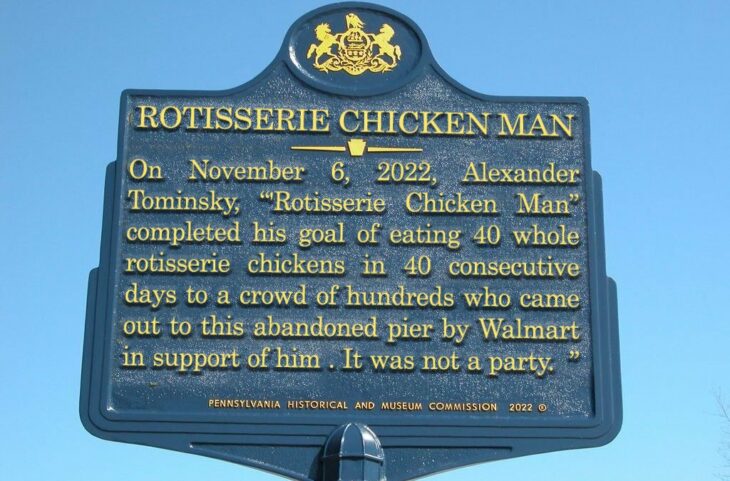 ROTISSERIE CHICKEN MAN
On November 6, 2022, Alexander
Tominsky, "Rotisserie Chicken Man"
completed his goal of eating 40 whole
rotisserie chickens in 40 consecutive
days to a crowd of hundreds who came
out to this abandoned pier by Walmart
in support of him . It was not a party. ”
PENNSYLVANIA HISTORICAL AND MUSEUM COMMISSION 2022 ®